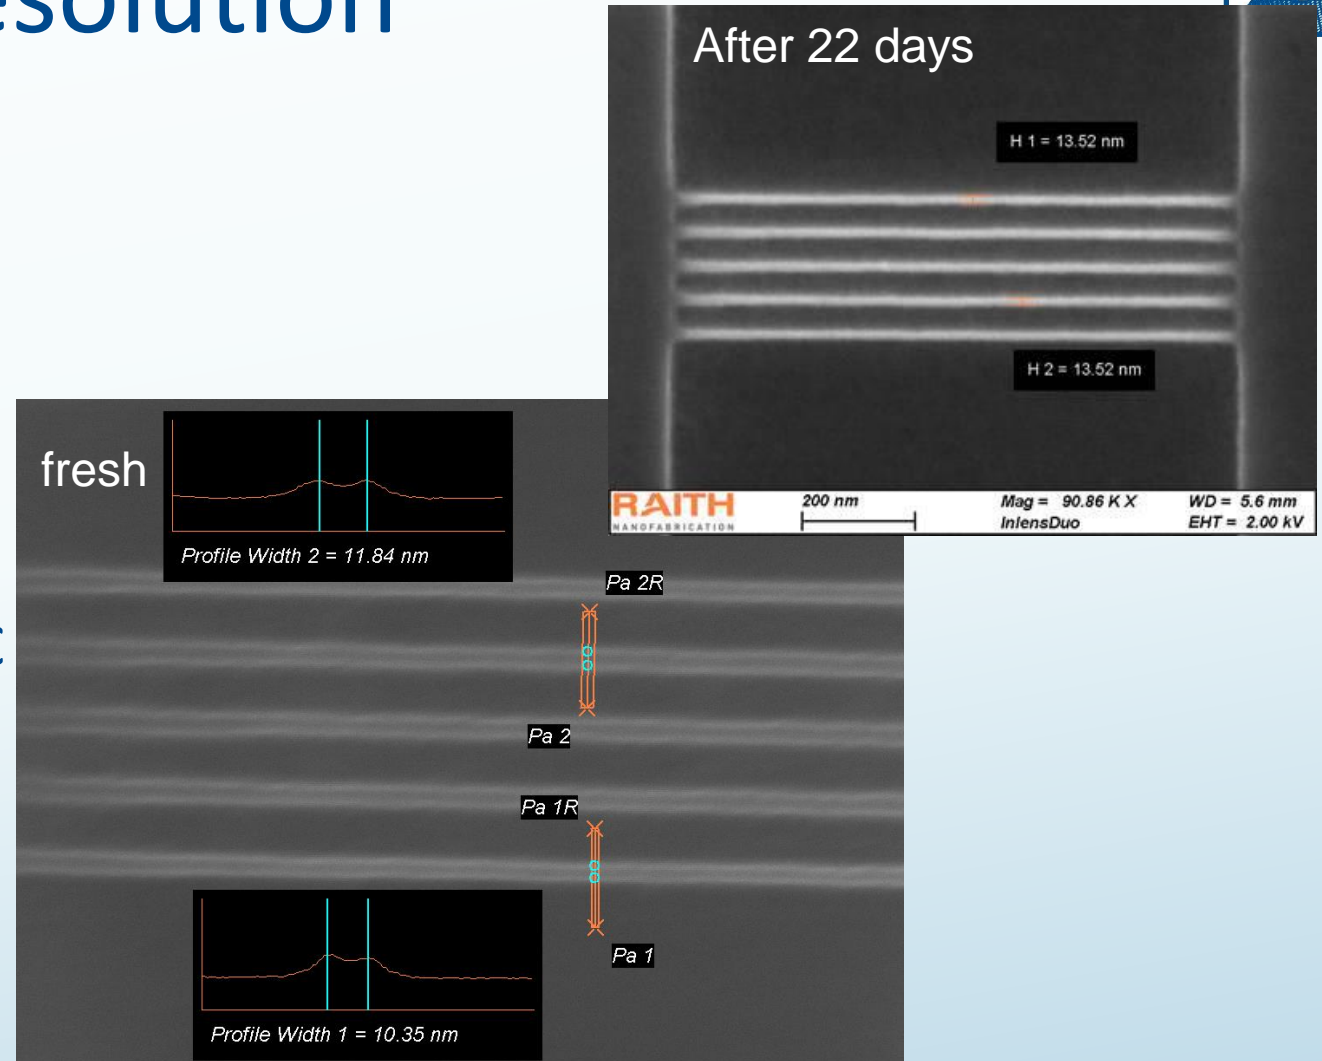 After 22 days
H 1 = 13.52 nm
H 2 = 13.52 nm
RAITH
NANOFABRICATION
200 nm
Mag = 90.86 K X
WD = 5.6 mm
InlensDuo
EHT = 2.00 kV
fresh
Profile Width 2 = 11.84 nm
Pa 2R
Pa 2
Pa 1R
Pa 1
Profile Width 1 = 10.35 nm